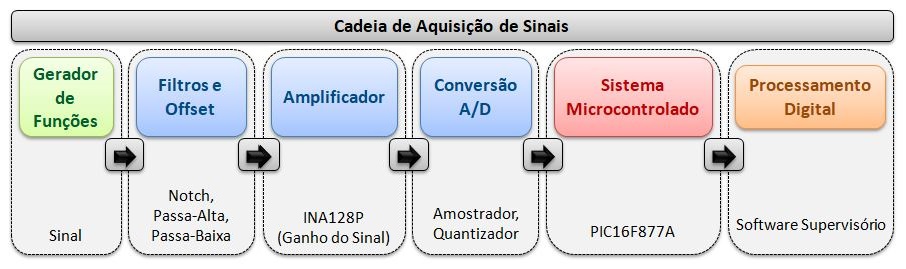 Cadeia de Aquisição de Sinais
Gerador
de
Funções
Sinal
Filtros e
Offset
Notch,
Passa-Alta,
Passa-Baixa
Amplificador
INA128P
(Ganho do Sinal)
Conversão
A/D
Amostrador,
Quantizador
Sistema
Microcontrolado
PIC16F877A
Processamento
Digital
Software Supervisório